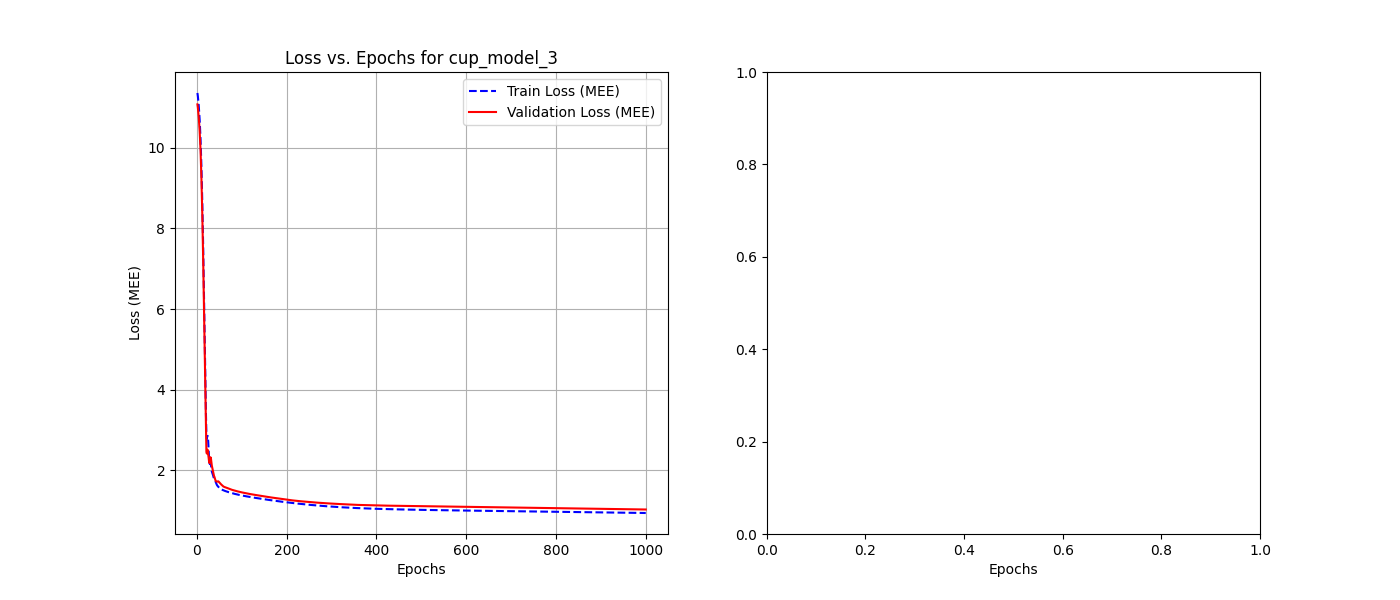 Loss vs. Epochs for cup_model_3
Train Loss (MEE)
Validation Loss (MEE)
Loss (MEE)
10
8
6
4
2
0 200 400 600 800 1000
Epochs
1.0
0.8
0.6
0.4
0.2
0.0
0.0 0.2 0.4 0.6 0.8 1.0
Epochs